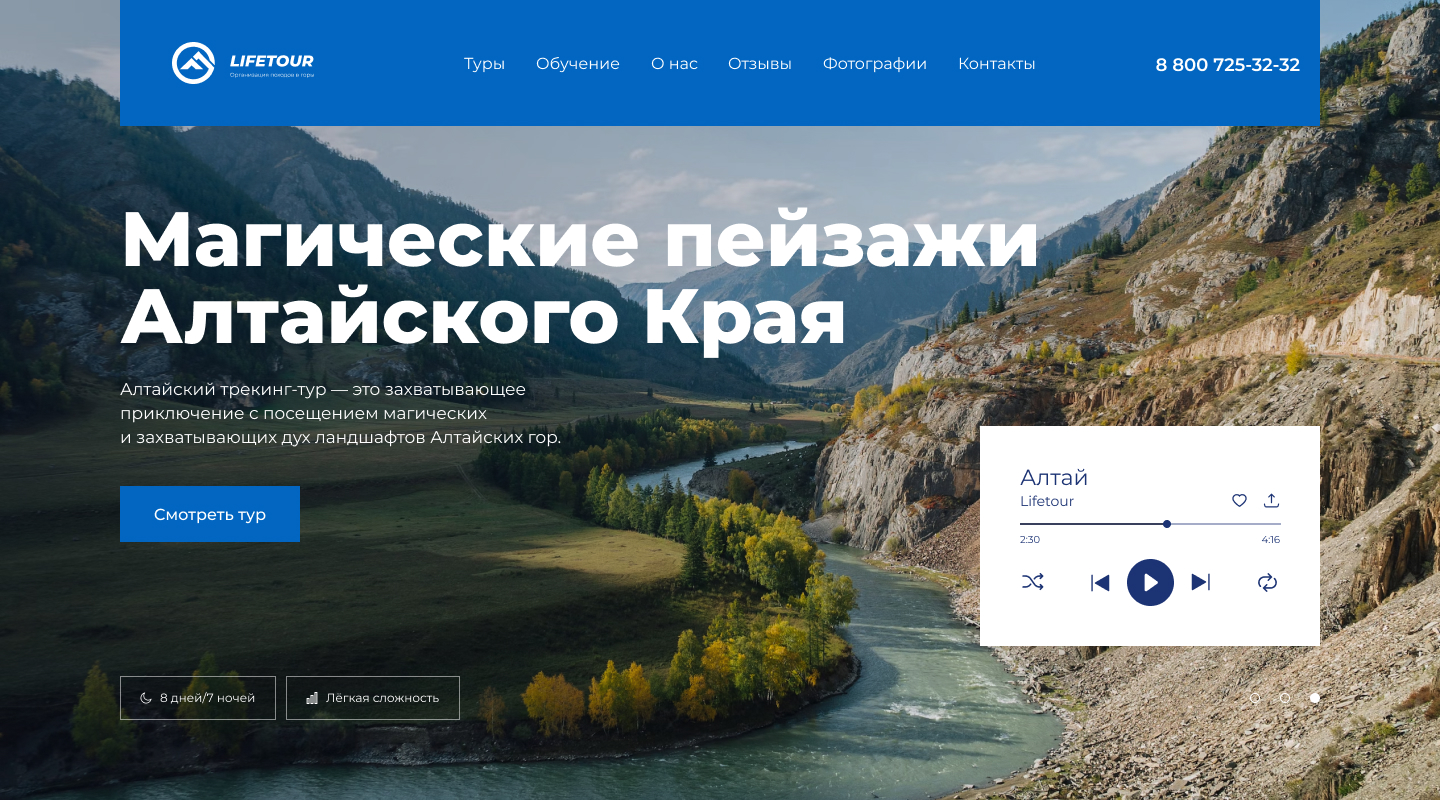 LIFETOUR
Организация походов в горы
Туры
Обучение
О нас
Отзывы
Фотографии
Контакты
8 800 725-32-32
Магические пейзажи
Алтайского Края
Алтайский трекинг-тур — это захватывающее
приключение с посещением магических
и захватывающих дух ландшафтов Алтайских гор.
Смотреть тур
Алтай
Lifetour
2:30
4:16
8 дней/7 ночей
Лёгкая сложность